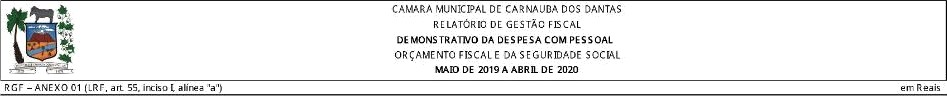 CAMARA MUNICIPAL DE CARNAUBA DOS DANTAS
RELATÓRIO DE GESTÃO FISCAL
DEMONSTRATIVO DA DESPESA COM PESSOAL
ORÇAMENTO FISCAL E DA SEGURIDADE SOCIAL
MAIO DE 2019 A ABRIL DE 2020
RGF – ANEXO 01 (LRF, art. 55, inciso I, alínea "a") em Reais